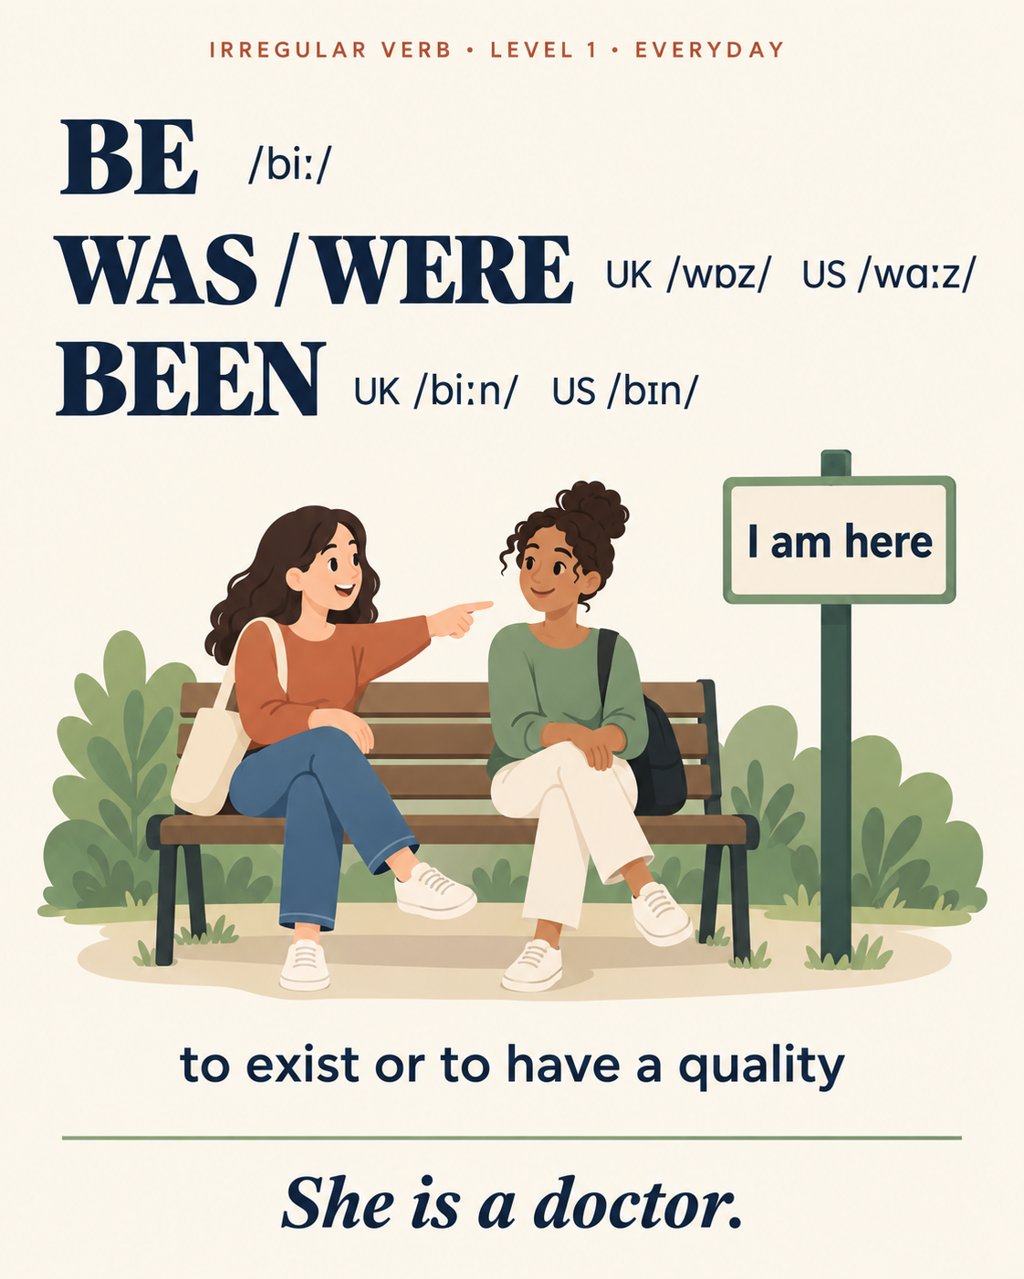 IRREGULAR VERB • LEVEL 1 • EVERYDAY
BE /biː/
WAS / WERE UK /wɒz/ US /wɑːz/
BEEN UK /biːn/ US /bɪn/
I am here
to exist or to have a quality
She is a doctor.